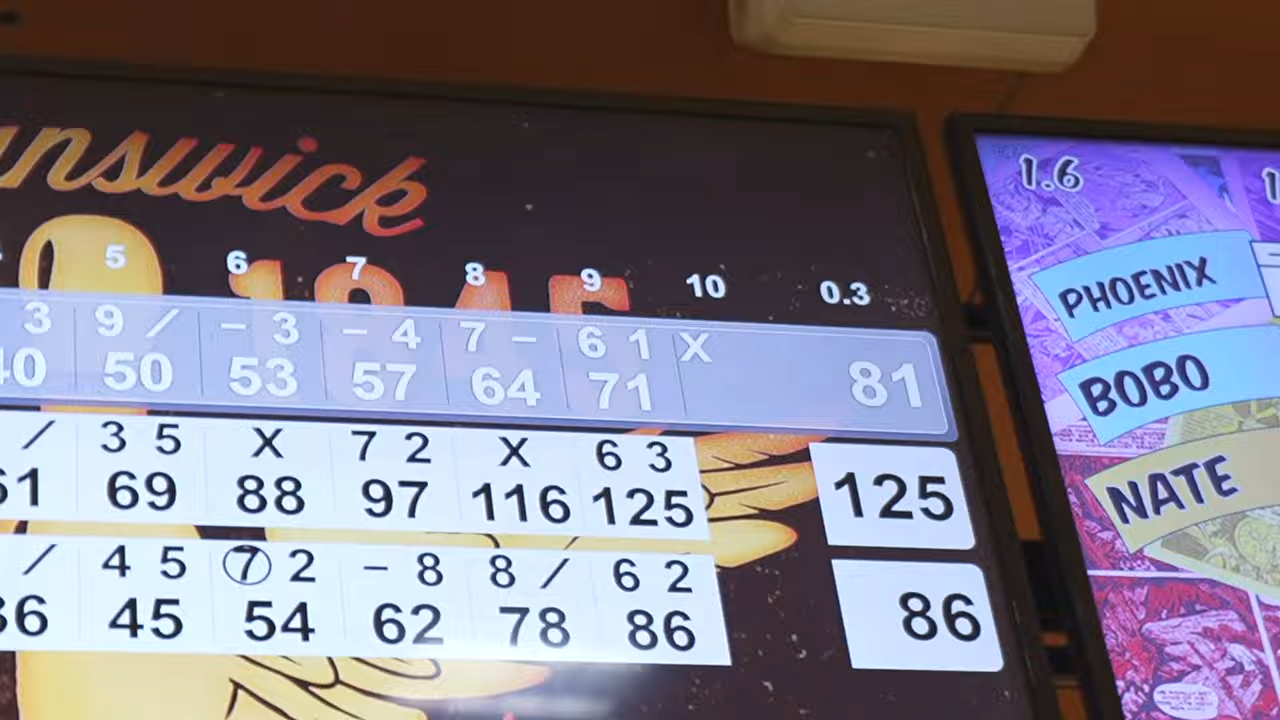 unswick
5 6 7 8 9 10 0.3
3 9 / - 3 - 4 7 - 6 1 X
40 50 53 57 64 71 81
/ 3 5 X 7 2 X 6 3
61 69 88 97 116 125 125
/ 4 5 7 2 - 8 8 / 6 2
36 45 54 62 78 86 86
1.6
PHOENIX
BOBO
NATE